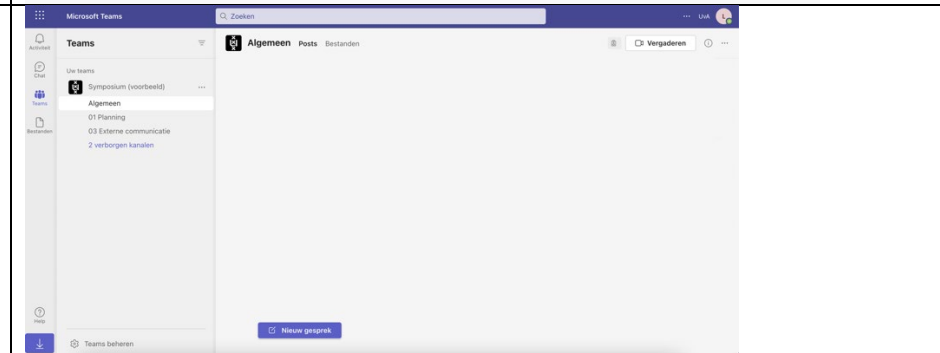 Microsoft Teams
Zoeken
UvA
L
Activiteit
Chat
Teams
Bestanden
Help
Teams
Uw teams
Symposium (voorbeeld)
Algemeen
01 Planning
03 Externe communicatie
2 verborgen kanalen
Teams beheren
Algemeen Posts Bestanden
Vergaderen
Nieuw gesprek